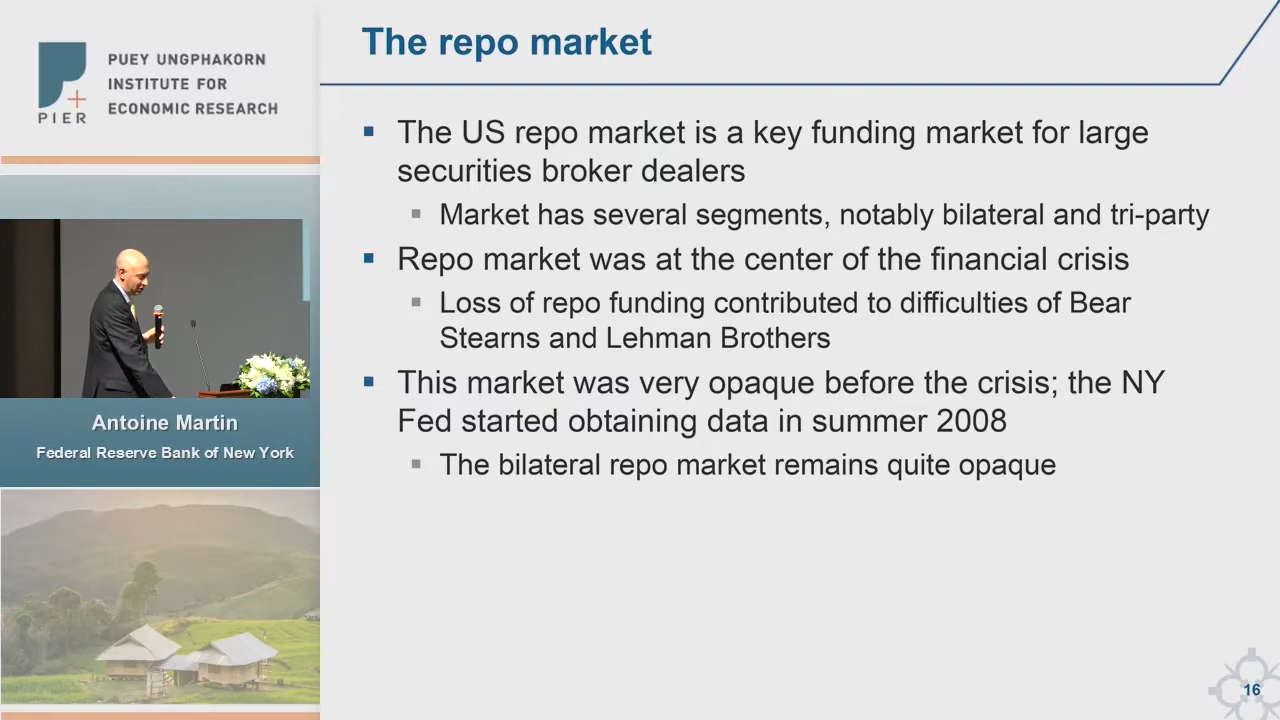 PUEY UNGPHAKORN
INSTITUTE FOR
ECONOMIC RESEARCH
PIER
Antoine Martin
Federal Reserve Bank of New York
The repo market
▪ The US repo market is a key funding market for large
securities broker dealers
▪ Market has several segments, notably bilateral and tri-party
▪ Repo market was at the center of the financial crisis
▪ Loss of repo funding contributed to difficulties of Bear
Stearns and Lehman Brothers
▪ This market was very opaque before the crisis; the NY
Fed started obtaining data in summer 2008
▪ The bilateral repo market remains quite opaque
16